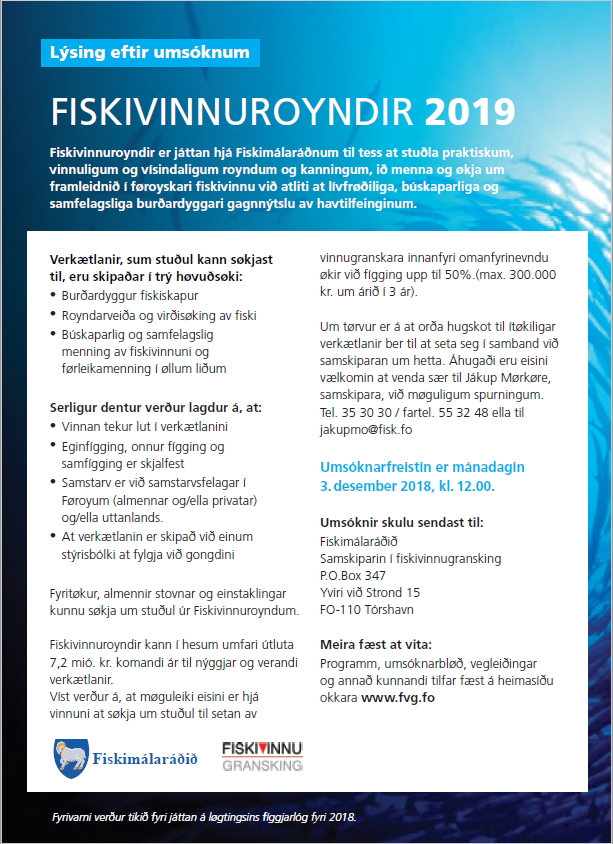 Lýsing eftir umsóknum
FISKIVINNUROYNDIR 2019
Fiskivinnuroyndir er játtan hjá Fiskimálaráðnum til tess at stuðla praktiskum,
vinnuligum og vísindaligum royndum og kanningum, ið menna og økja um
framleidnið í føroyskari fiskivinnu við atliti at lívfrøðiliga, búskaparliga og
samfelagsliga burðardyggari gagnnýtslu av havtilfeinginum.
Verkætlanir, sum stuðul kann søkjast
til, eru skipaðar í trý høvuðsøki:
• Burðardyggur fiskiskapur
• Royndarveiða og virðisøking av fiski
• Búskaparlig og samfelagslig
menning av fiskivinnuni og
førleikamenning í øllum liðum
Serligur dentur verður lagdur á, at:
• Vinnan tekur lut í verkætlanini
• Eginfígging, onnur fígging og
samfígging er skjalfest
• Samstarv er við samstarvsfelagar í
Føroyum (almennar og/ella privatar)
og/ella uttanlands.
• At verkætlanin er skipað við einum
stýrisbólki at fylgja við gongdini
Fyritøkur, almennir stovnar og einstaklingar
kunnu søkja um stuðul úr Fiskivinnuroyndum.
Fiskivinnuroyndir kann í hesum umfari útluta
7,2 mió. kr. komandi ár til nýggjar og verandi
verkætlanir.
Víst verður á, at møguleiki eisini er hjá
vinnuni at søkja um stuðul til setan av
vinnugranskara innanfyri omanfyrinevndu
økir við fígging upp til 50%.(max. 300.000
kr. um árið í 3 ár).
Um tørvur er á at orða hugskot til ítøkiligar
verkætlanir ber til at seta seg í samband við
samskiparan um hetta. Áhugaði eru eisini
vælkomin at venda sær til Jákup Mørkøre,
samskipara, við møguligum spurningum.
Tel. 35 30 30 / fartel. 55 32 48 ella til
jakupmo@fisk.fo
Umsóknarfreistin er mánadagin
3. desember 2018, kl. 12.00.
Umsóknir skulu sendast til:
Fiskimálaráðið
Samskiparin í fiskivinnugransking
P.O.Box 347
Yviri við Strond 15
FO-110 Tórshavn
Meira fæst at vita:
Programm, umsóknarbløð, vegleiðingar
og annað kunnandi tilfar fæst á heimasíðu
okkara www.fvg.fo
Fiskimálaráðið
FISKIVINNU
GRANSKING
Fyrivarni verður tikið fyri játtan á løgtingsins fíggjarlóg fyri 2018.